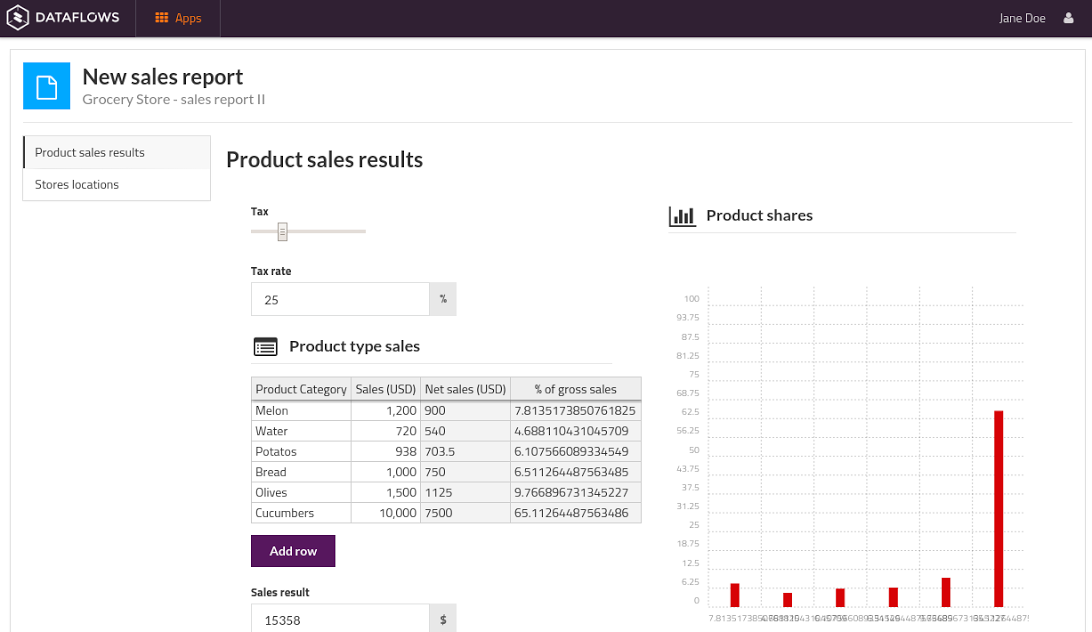 DATAFLOWS Apps Jane Doe
New sales report
Grocery Store - sales report II
Product sales results
Stores locations
Product sales results
Tax
Tax rate
25 %
Product type sales
Product Category Sales (USD) Net sales (USD) % of gross sales
Melon 1,200 900 7.8135173850761825
Water 720 540 4.688110431045709
Potatos 938 703.5 6.107566089334549
Bread 1,000 750 6.511264487563485
Olives 1,500 1125 9.766896731345227
Cucumbers 10,000 7500 65.11264487563486
Add row
Sales result
15358 $
Product shares
100
93.75
87.5
81.25
75
68.75
62.5
56.25
50
43.75
37.5
31.25
25
18.75
12.5
6.25
0